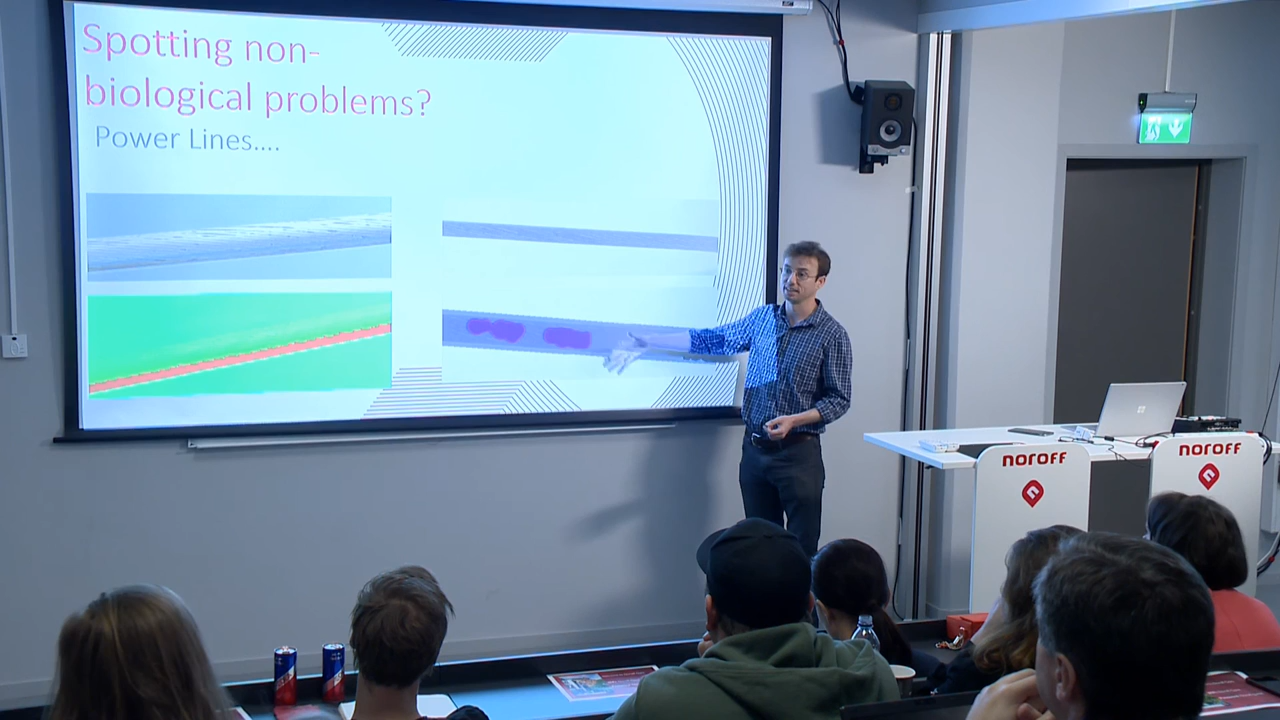 Spotting non-
biological problems?
Power Lines....
noroff
noroff